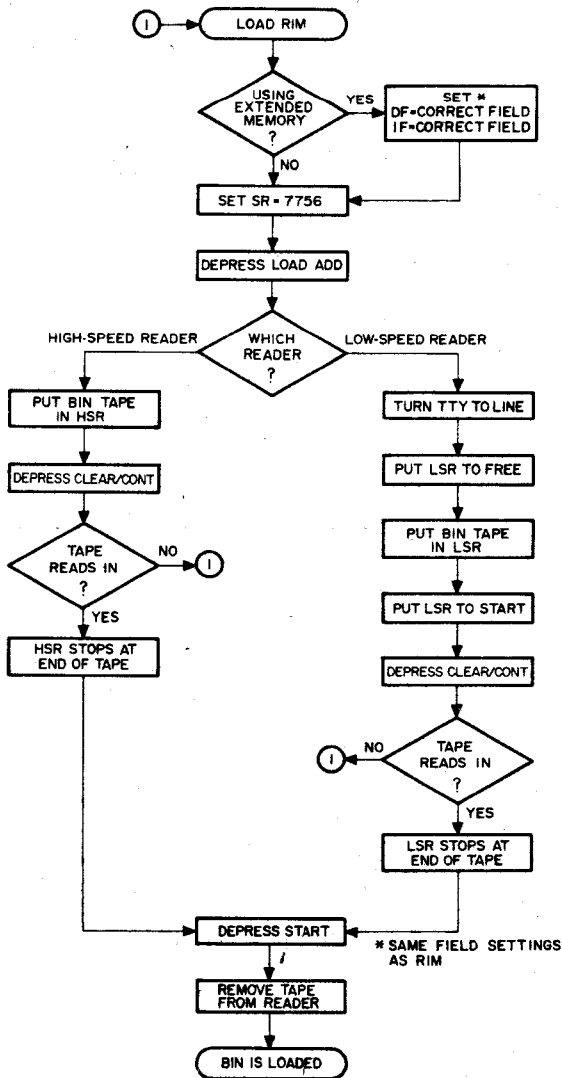 1
LOAD RIM
USING
EXTENDED
MEMORY
?
YES
SET *
DF=CORRECT FIELD
IF=CORRECT FIELD
NO
SET SR = 7756
DEPRESS LOAD ADD
HIGH-SPEED READER
WHICH
READER
?
LOW-SPEED READER
PUT BIN TAPE
IN HSR
DEPRESS CLEAR/CONT
TAPE
READS IN
?
NO
1
YES
HSR STOPS AT
END OF TAPE
TURN TTY TO LINE
PUT LSR TO FREE
PUT BIN TAPE
IN LSR
PUT LSR TO START
DEPRESS CLEAR/CONT
TAPE
READS IN
?
NO
1
YES
LSR STOPS AT
END OF TAPE
DEPRESS START
* SAME FIELD SETTINGS
AS RIM
REMOVE TAPE
FROM READER
BIN IS LOADED